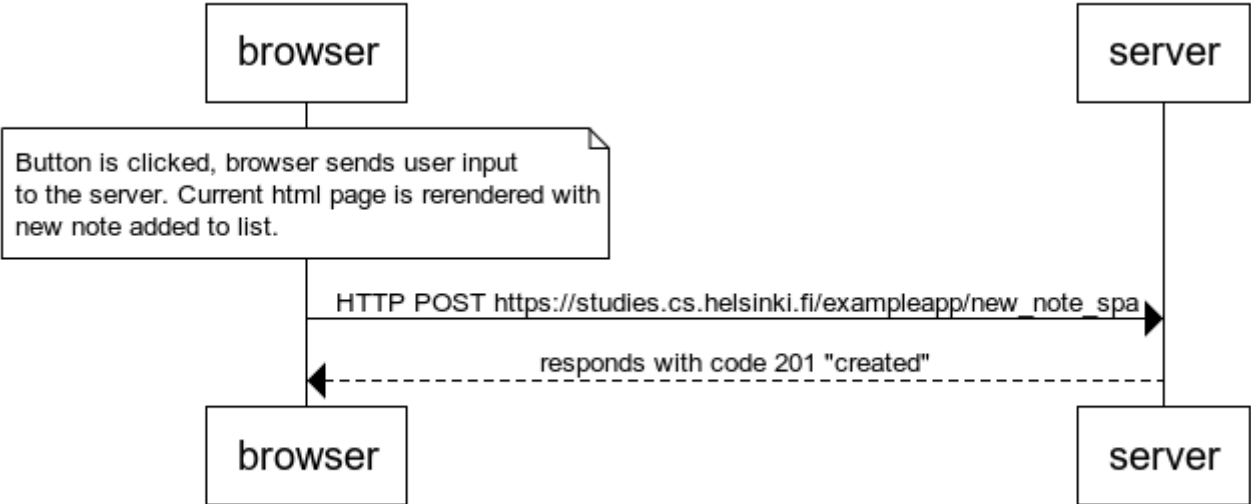 browser
server
Button is clicked, browser sends user input
to the server. Current html page is rerendered with
new note added to list.
HTTP POST https://studies.cs.helsinki.fi/exampleapp/new_note_spa
responds with code 201 "created"
browser
server